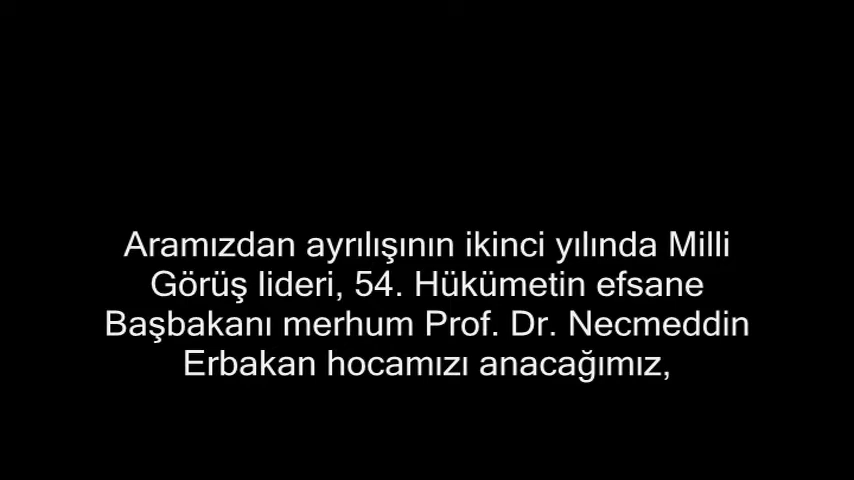 Aramızdan ayrılışının ikinci yılında Milli
Görüş lideri, 54. Hükümetin efsane
Başbakanı merhum Prof. Dr. Necmeddin
Erbakan hocamızı anacağımız,